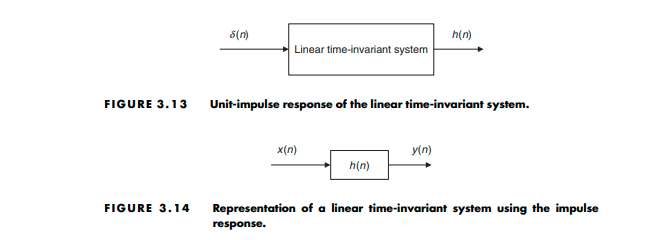 δ(n)
Linear time-invariant system
h(n)
FIGURE 3.13 Unit-impulse response of the linear time-invariant system.
x(n)
h(n)
y(n)
FIGURE 3.14 Representation of a linear time-invariant system using the impulse
response.